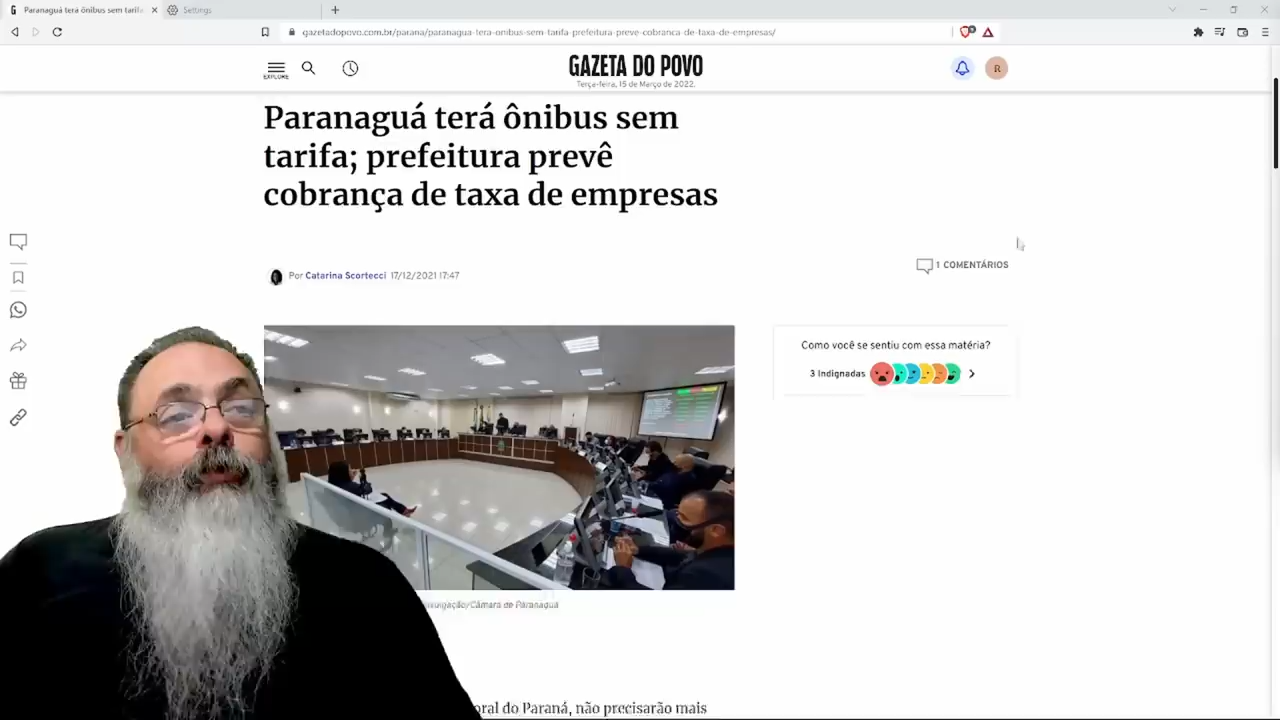 Paranaguá terá ônibus sem tarifa
Settings
gazetadopovo.com.br/parana/paranagua-tera-onibus-sem-tarifa-prefeitura-preve-cobranca-de-taxa-de-empresas/
EXPLORE
GAZETA DO POVO
Terça-feira, 15 de Março de 2022.
R
Paranaguá terá ônibus sem
tarifa; prefeitura prevê
cobrança de taxa de empresas
Por Catarina Scortecci 17/12/2021 17:47
1 COMENTÁRIOS
Como você se sentiu com essa matéria?
3 Indignadas
/Câmara de Paranaguá
do Paraná, não precisarão mais